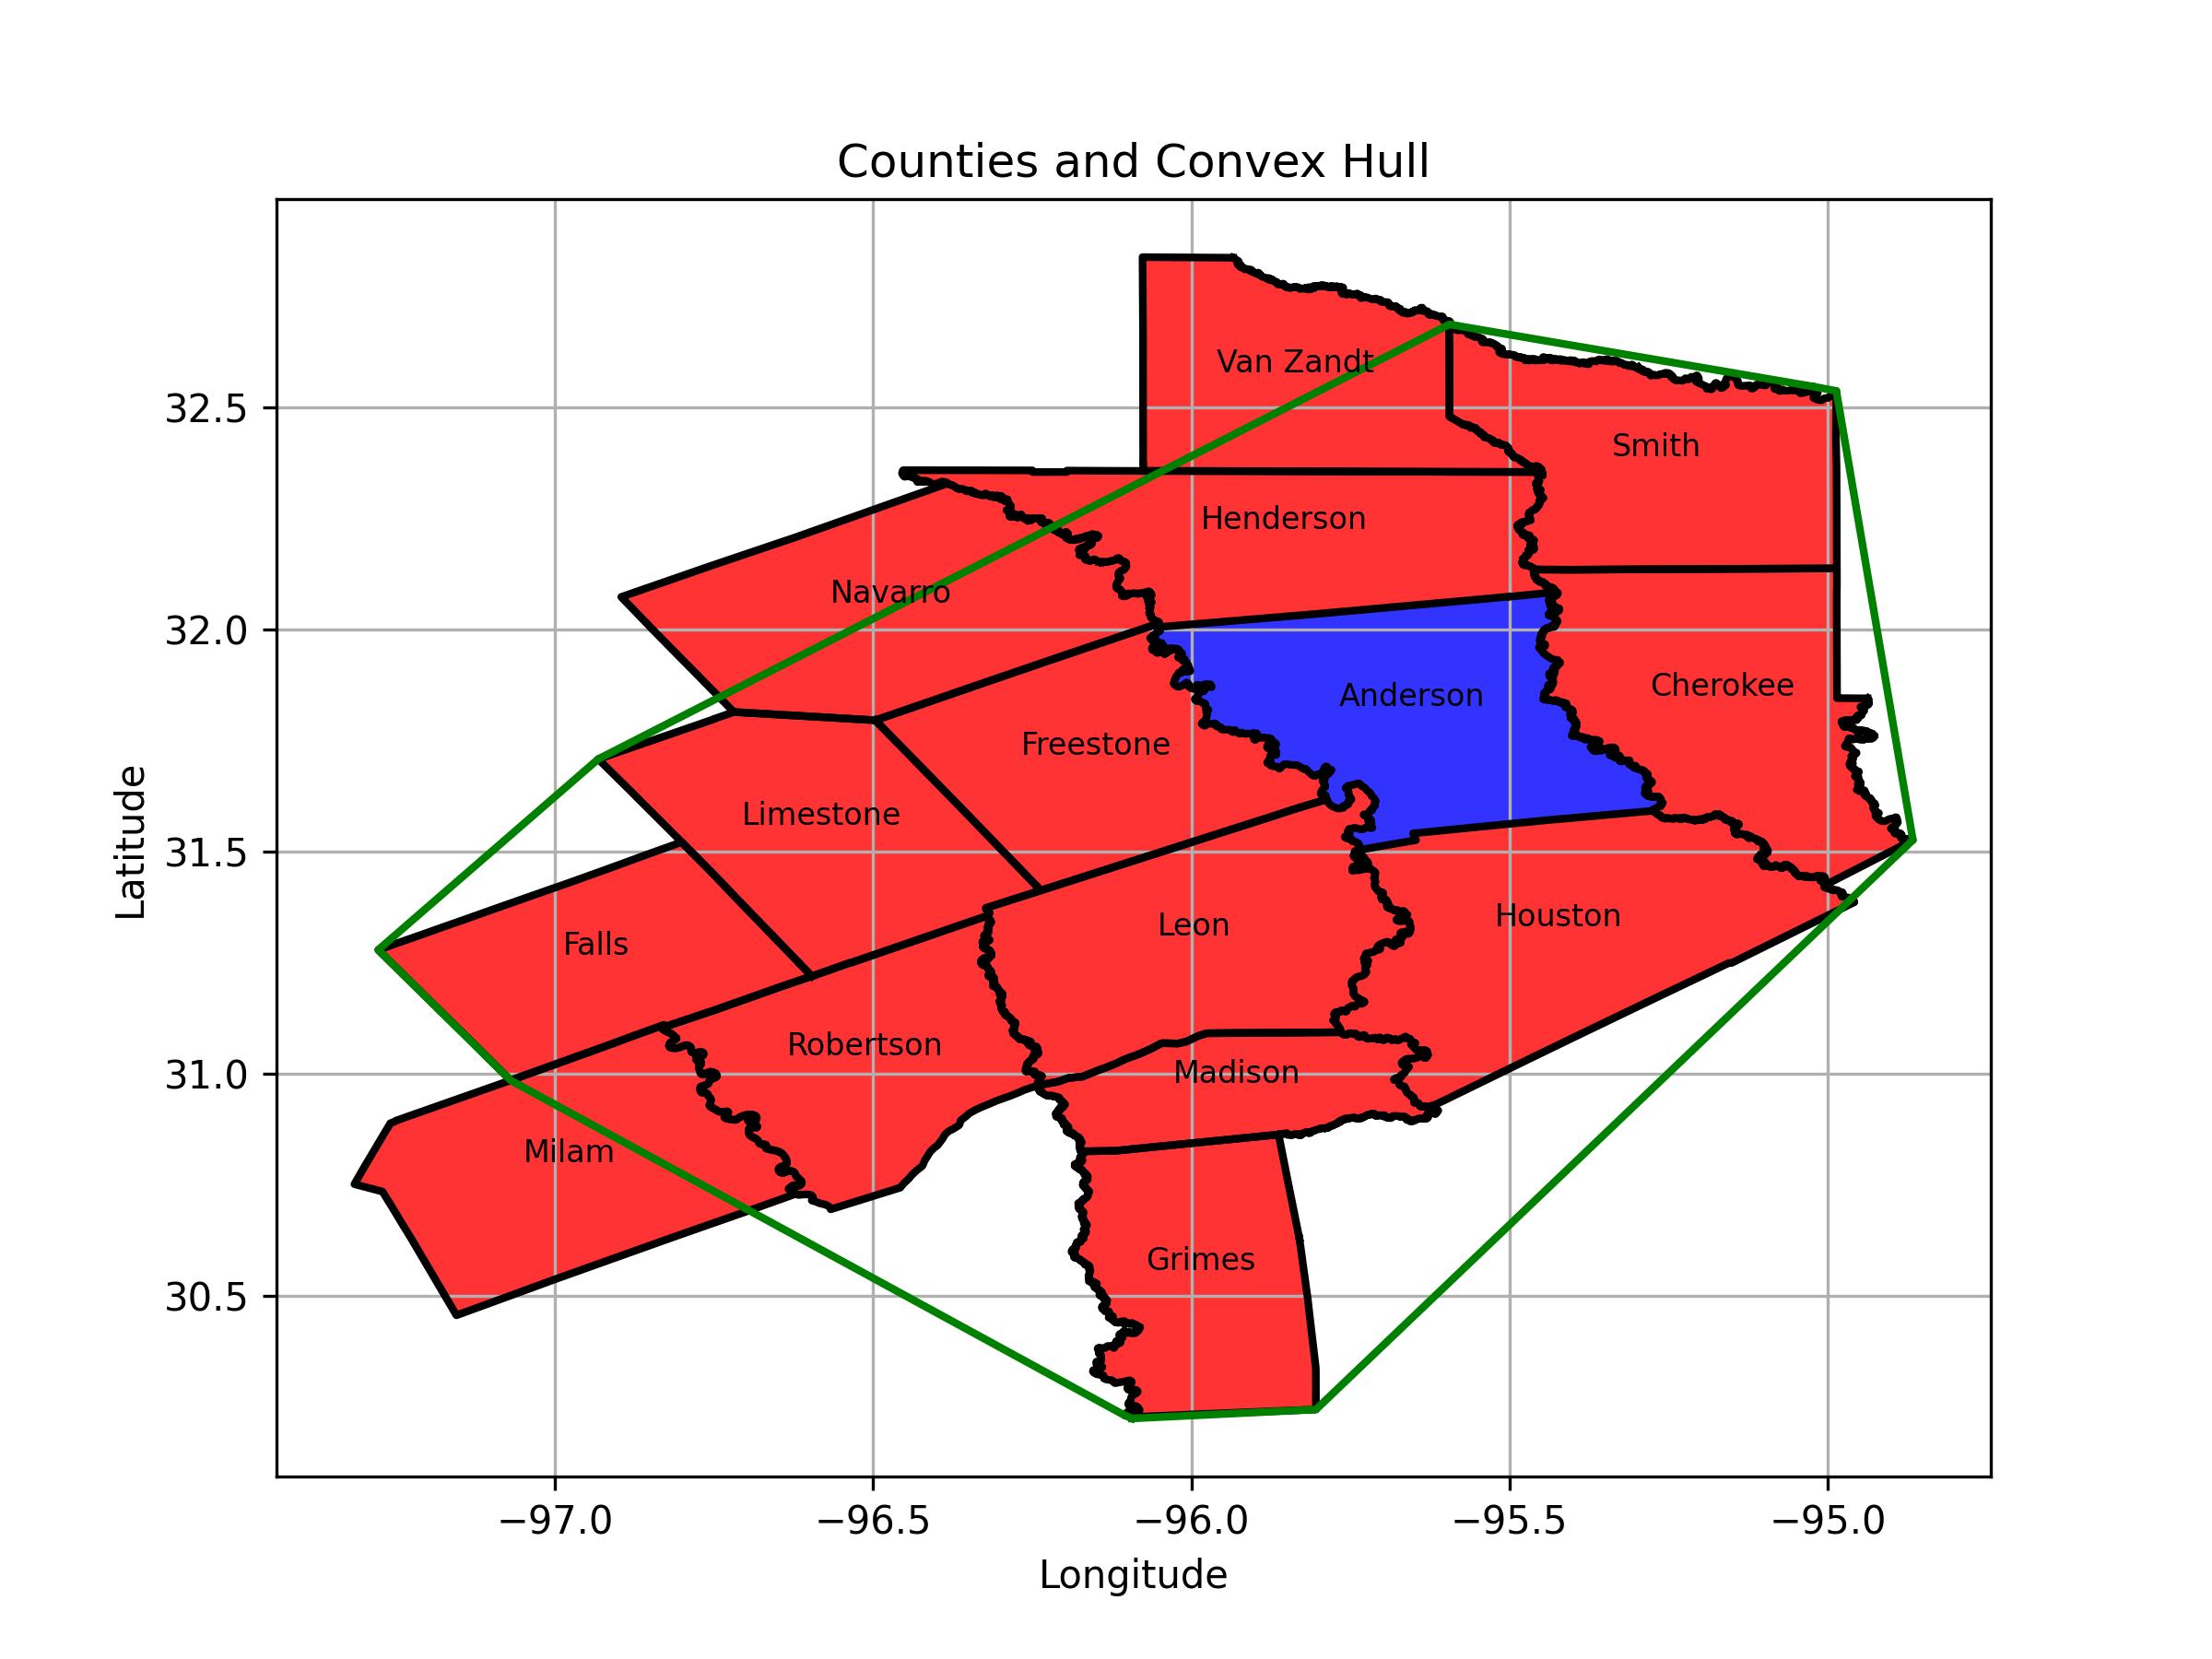 Counties and Convex Hull
Van Zandt
Smith
Henderson
Navarro
Anderson
Cherokee
Freestone
Limestone
Leon
Houston
Falls
Robertson
Madison
Milam
Grimes
32.5
32.0
31.5
31.0
30.5
Latitude
−97.0 −96.5 −96.0 −95.5 −95.0
Longitude